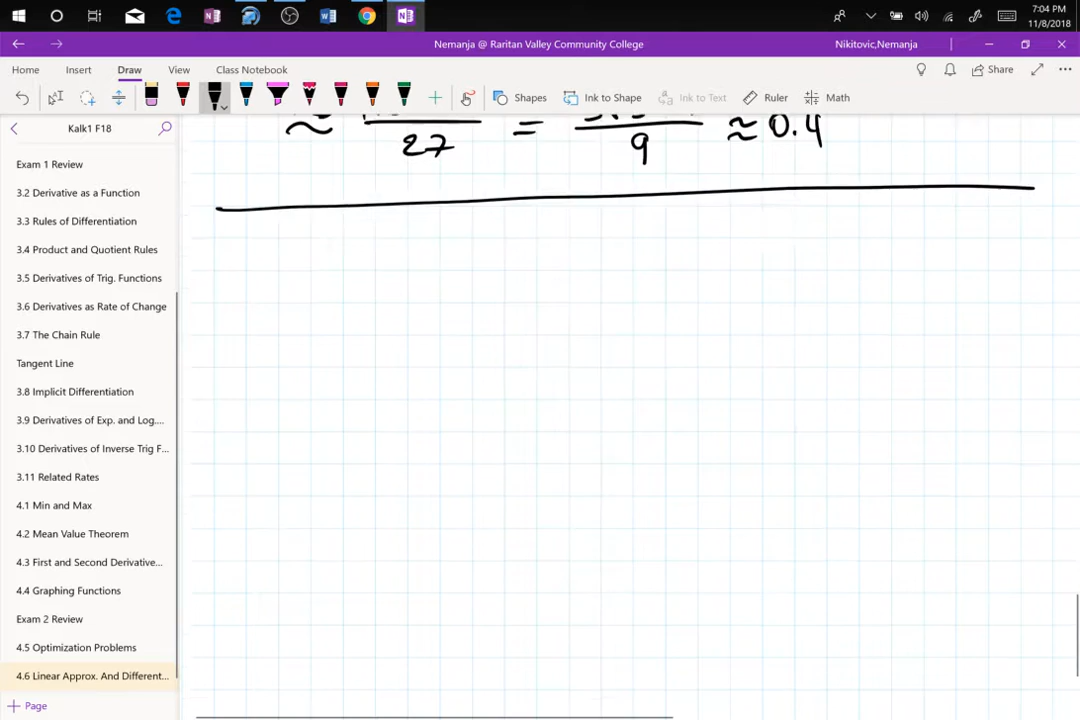 7:04 PM
11/8/2018
Nemanja @ Raritan Valley Community College
Nikitovic,Nemanja
Home Insert Draw View Class Notebook
Share
Shapes Ink to Shape Ink to Text Ruler Math
Kalk1 F18
Exam 1 Review
3.2 Derivative as a Function
3.3 Rules of Differentiation
3.4 Product and Quotient Rules
3.5 Derivatives of Trig. Functions
3.6 Derivatives as Rate of Change
3.7 The Chain Rule
Tangent Line
3.8 Implicit Differentiation
3.9 Derivatives of Exp. and Log....
3.10 Derivatives of Inverse Trig F...
3.11 Related Rates
4.1 Min and Max
4.2 Mean Value Theorem
4.3 First and Second Derivative...
4.4 Graphing Functions
Exam 2 Review
4.5 Optimization Problems
4.6 Linear Approx. And Different...
Page
≈ 27 = 9 ≈ 0.4